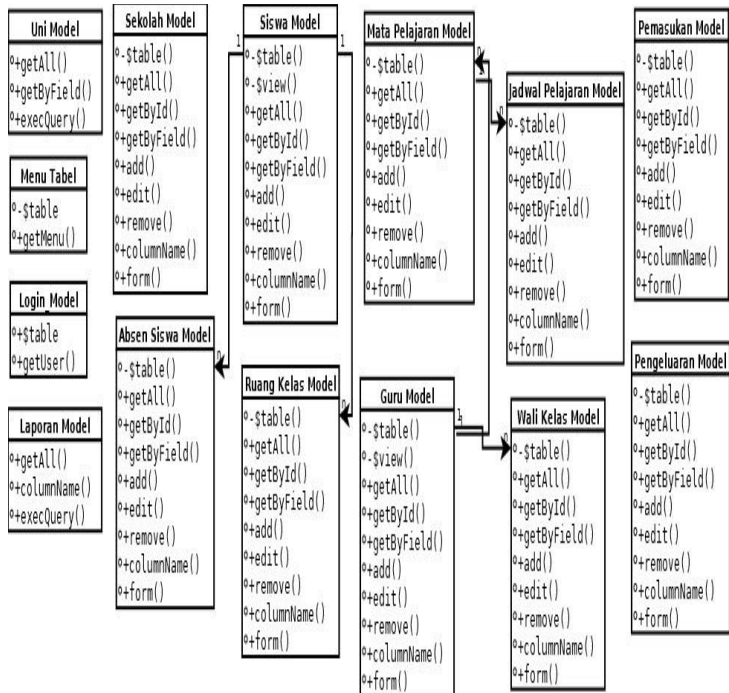 Uni Model
+getAll()
+getByField()
+execQuery()
Menu Tabel
-$table
+getMenu()
Login_Model
+$table
+getUser()
Laporan Model
+getAll()
+columnName()
+execQuery()
Sekolah Model
-$table()
+getAll()
+getById()
+getByField()
+add()
+edit()
+remove()
+columnName()
+form()
Absen Siswa Model
-$table()
+getAll()
+getById()
+getByField()
+add()
+edit()
+remove()
+columnName()
+form()
Siswa Model
1
1
-$table()
-$view()
+getAll()
+getById()
+getByField()
+add()
+edit()
+remove()
+columnName()
+form()
Ruang Kelas Model
-$table()
+getAll()
+getById()
+getByField()
+add()
+edit()
+remove()
+columnName()
+form()
Mata Pelajaran Model
-$table()
+getAll()
+getById()
+getByField()
+add()
+edit()
+remove()
+columnName()
+form()
Guru Model
-$table()
-$view()
+getAll()
+getById()
+getByField()
+add()
+edit()
+remove()
+columnName()
+form()
Jadwal Pelajaran Model
-$table()
+getAll()
+getById()
+getByField()
+add()
+edit()
+remove()
+columnName()
+form()
Wali Kelas Model
-$table()
+getAll()
+getById()
+getByField()
+add()
+edit()
+remove()
+columnName()
+form()
Pemasukan Model
-$table()
+getAll()
+getById()
+getByField()
+add()
+edit()
+remove()
+columnName()
+form()
Pengeluaran Model
-$table()
+getAll()
+getById()
+getByField()
+add()
+edit()
+remove()
+columnName()
+form()